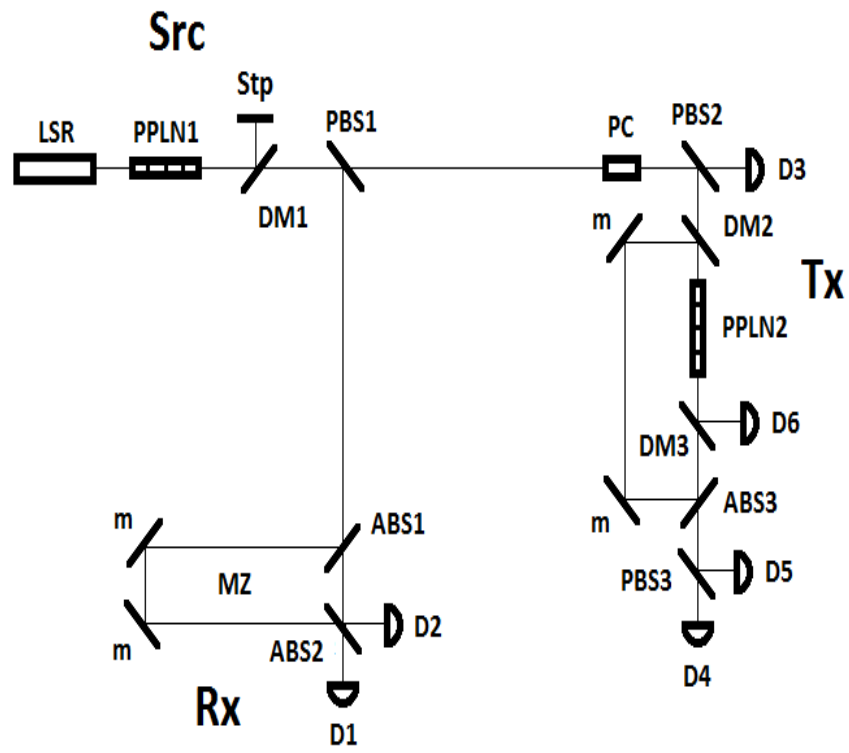 Src
Stp
LSR
PPLN1
PBS1
PC
PBS2
D3
DM1
m
DM2
Tx
PPLN2
DM3
D6
m
ABS1
m
ABS3
MZ
PBS3
D5
m
ABS2
D2
Rx
D1
D4